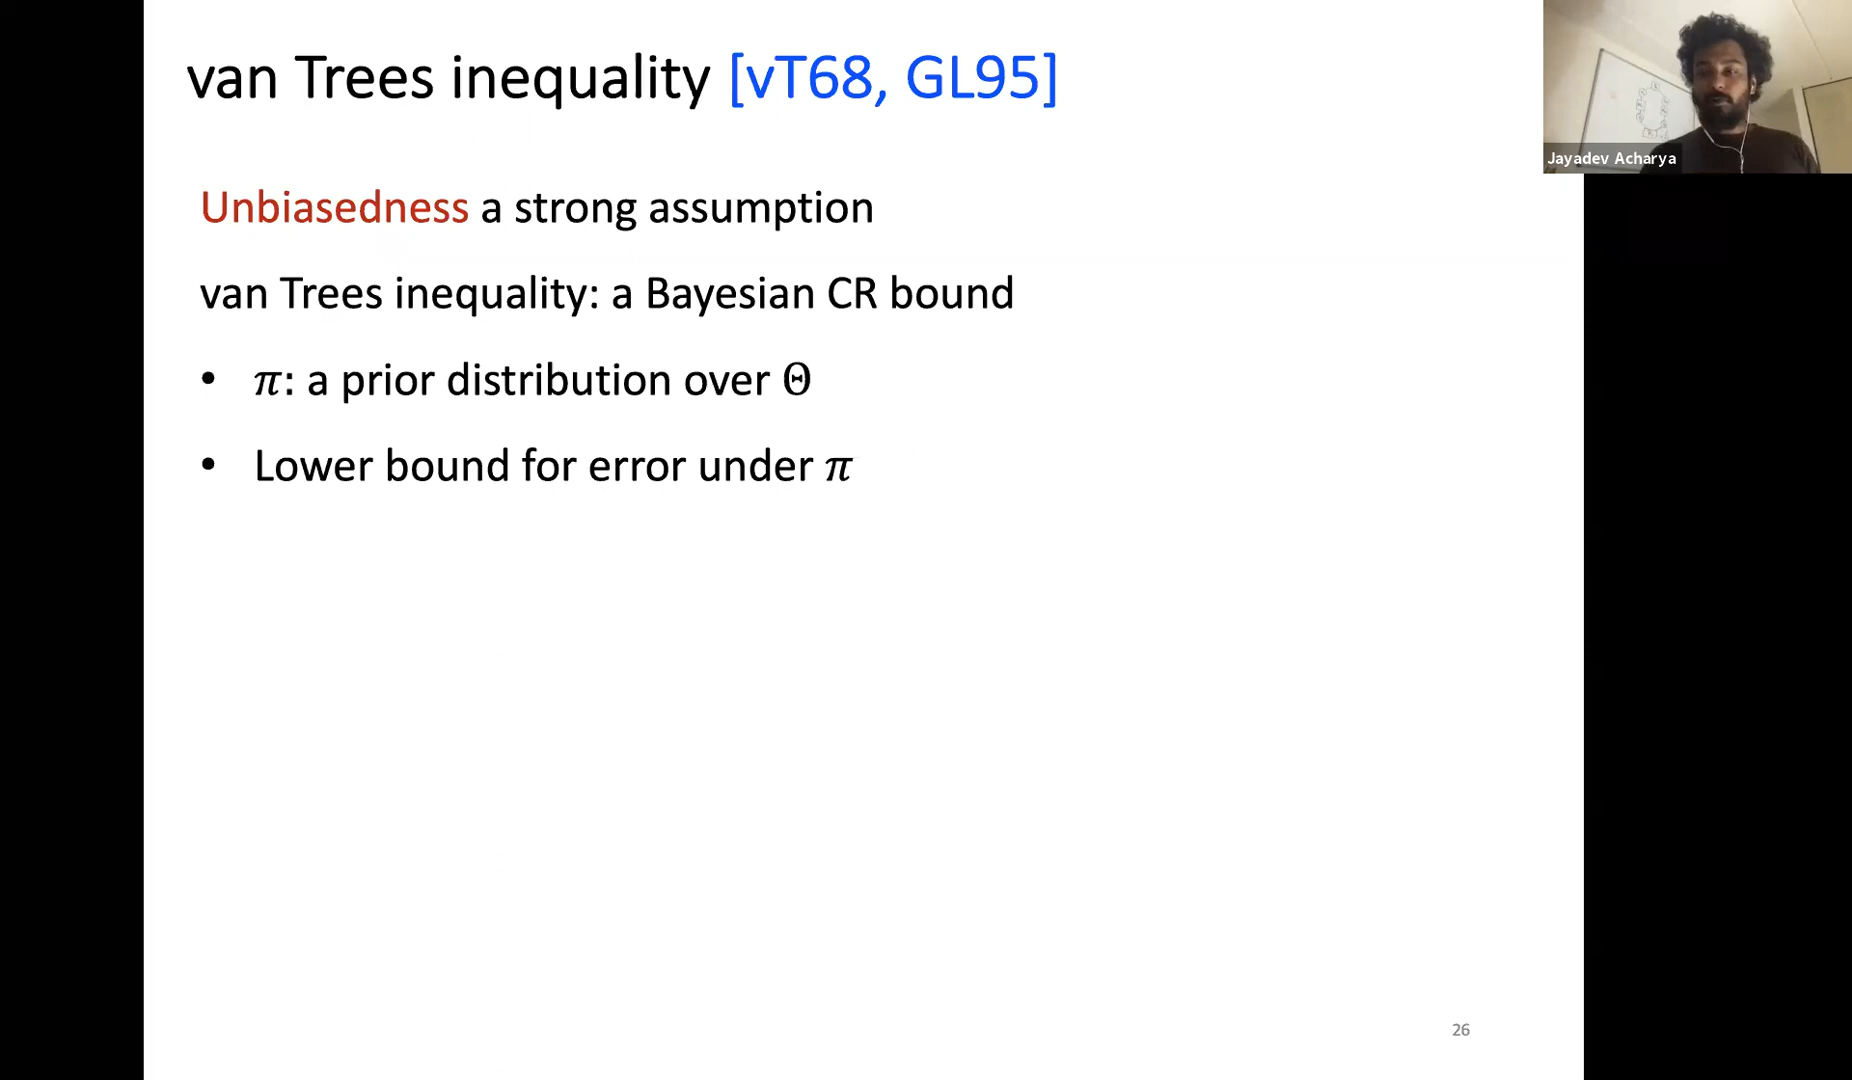 van Trees inequality [vT68, GL95]
Jayadev Acharya
Unbiasedness a strong assumption
van Trees inequality: a Bayesian CR bound
• π: a prior distribution over Θ
• Lower bound for error under π
26